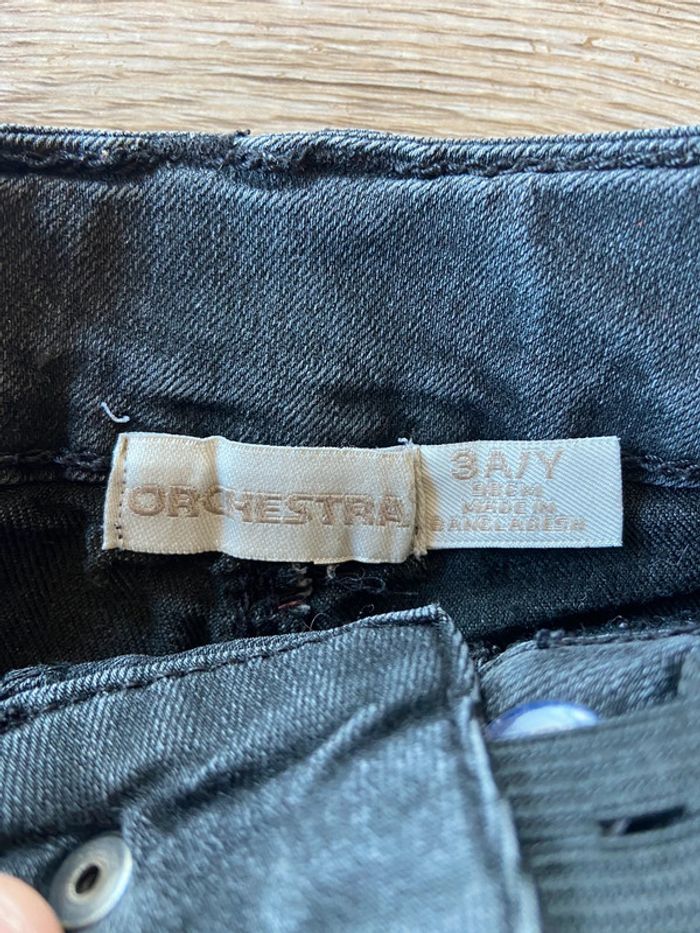 ORCHESTRA
3A/Y
98CM
MADE IN
BANGLADESH